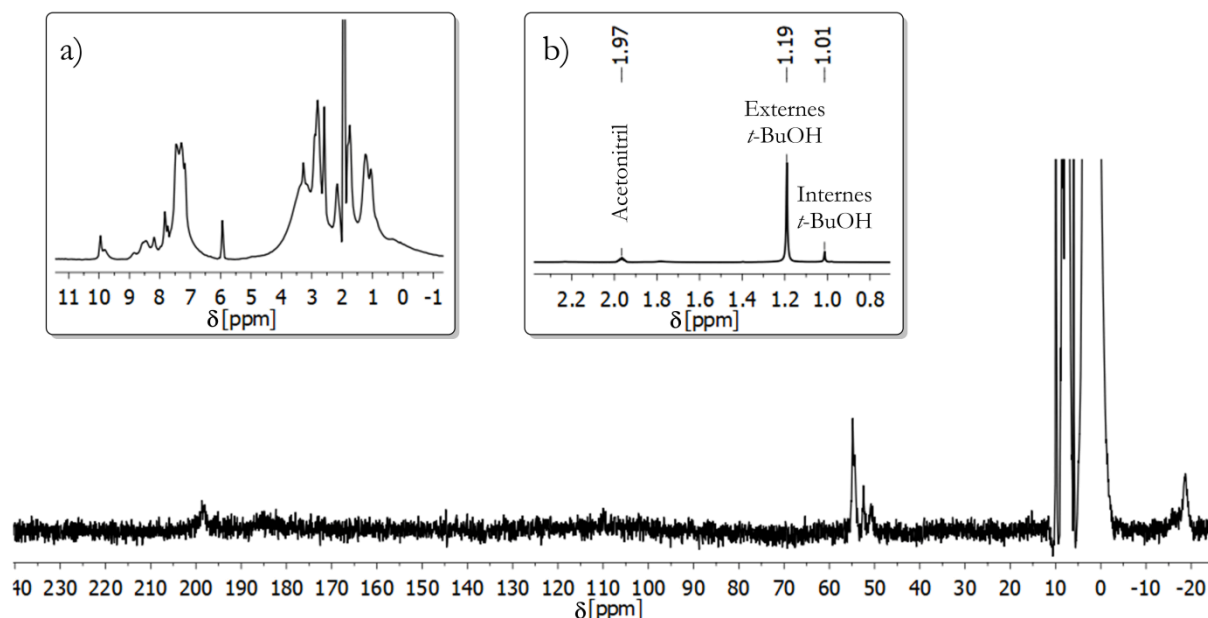 a)
11 10 9 8 7 6 5 4 3 2 1 0 -1
δ[ppm]
b)
1.97
1.19
1.01
Acetonitril
Externes
t-BuOH
Internes
t-BuOH
2.2 2.0 1.8 1.6 1.4 1.2 1.0 0.8
δ[ppm]
40 230 220 210 200 190 180 170 160 150 140 130 120 110 100 90 80 70 60 50 40 30 20 10 0 -10 -20
δ[ppm]